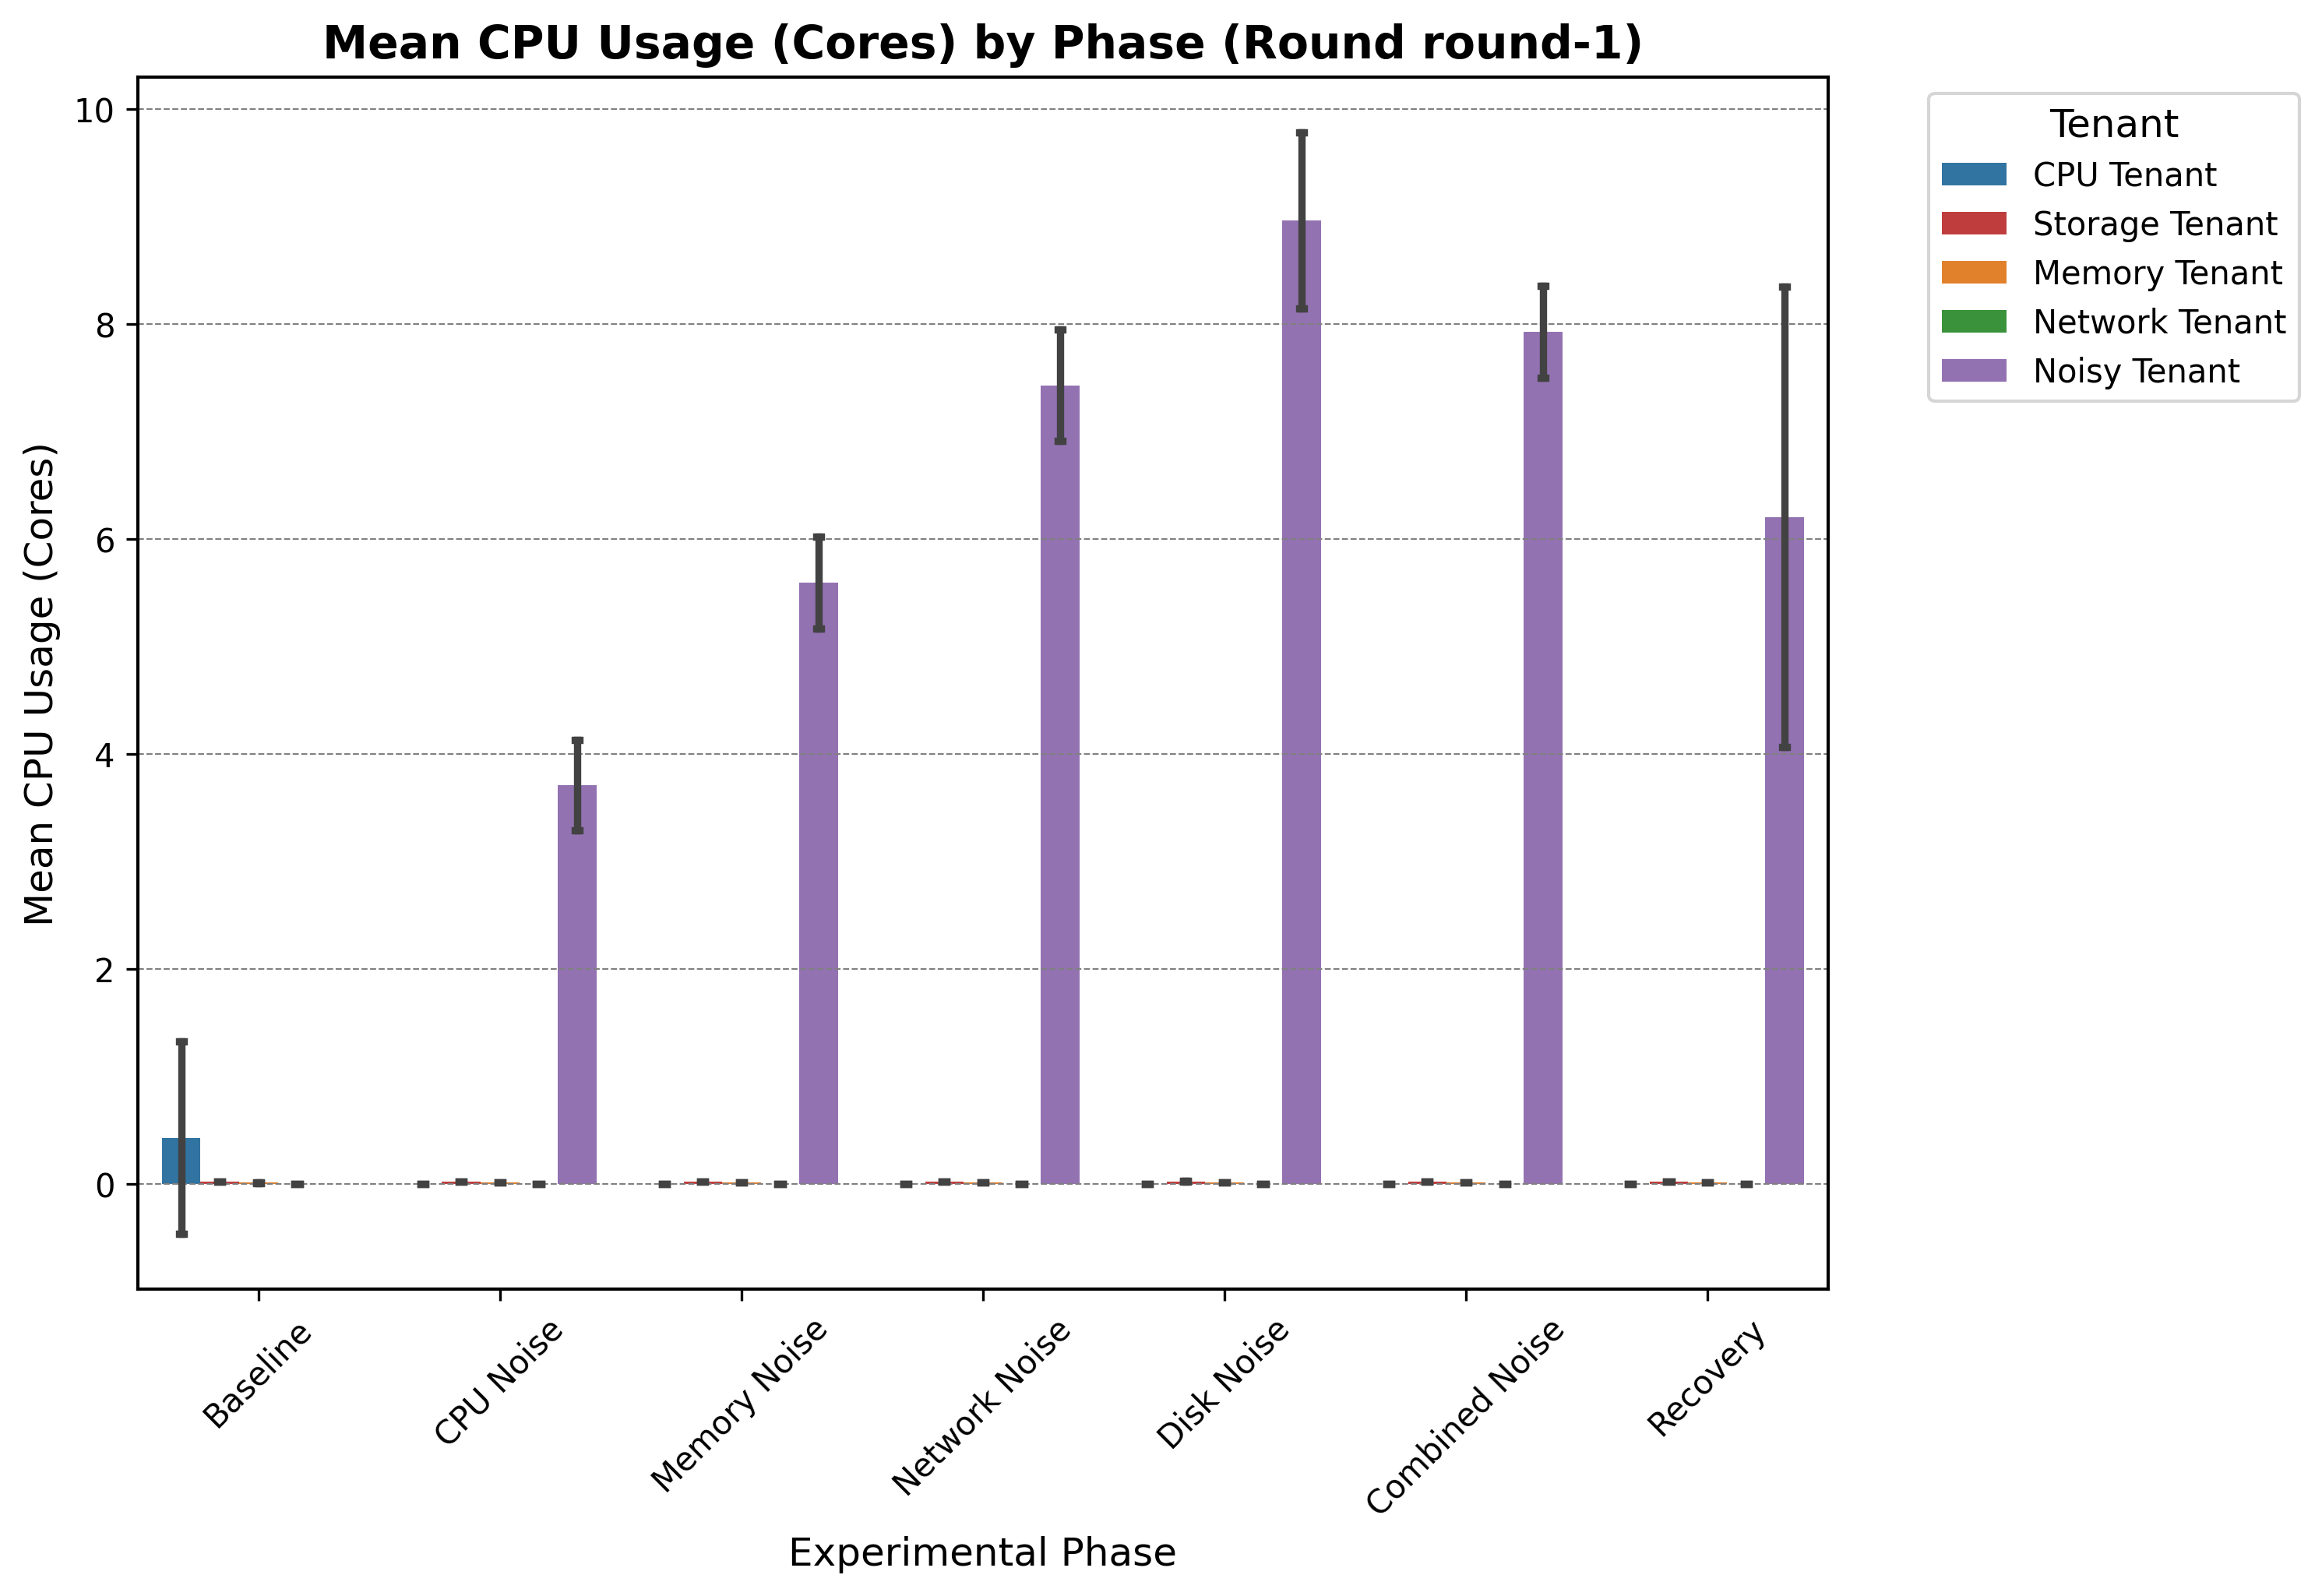 Mean CPU Usage (Cores) by Phase (Round round-1)
Mean CPU Usage (Cores)
10
8
6
4
2
0
Baseline
CPU Noise
Memory Noise
Network Noise
Disk Noise
Combined Noise
Recovery
Experimental Phase
Tenant
CPU Tenant
Storage Tenant
Memory Tenant
Network Tenant
Noisy Tenant